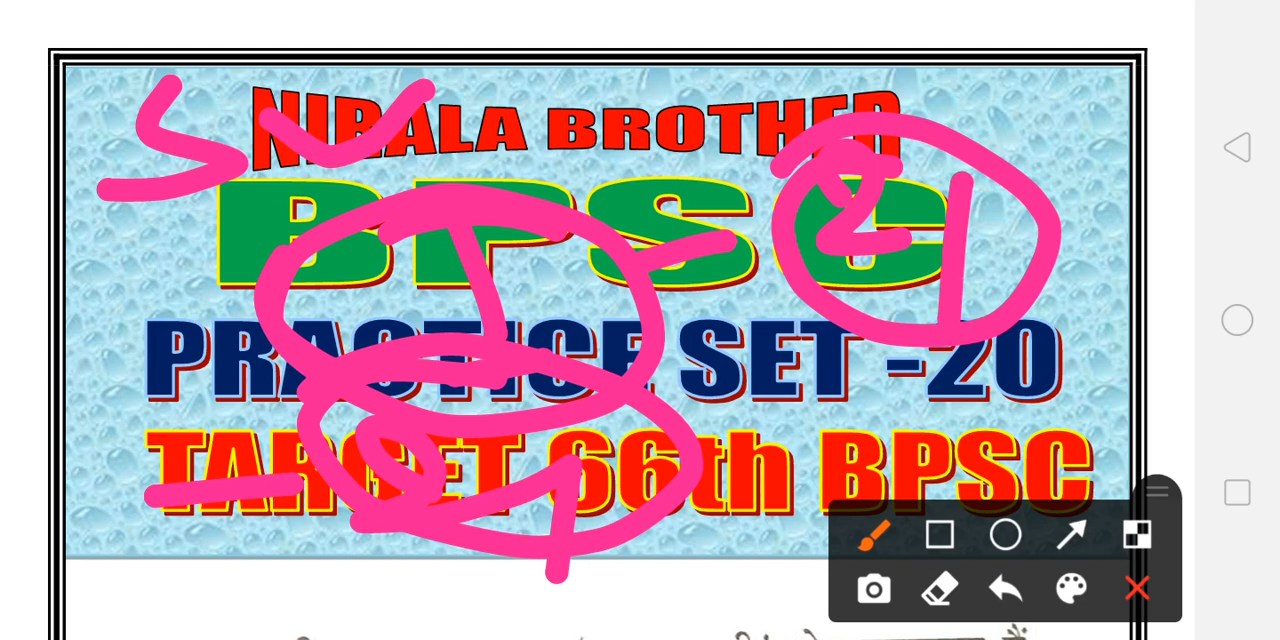 NIRALA BROTHER
BPSC
PRACTICE SET -20
TARGET 66th BPSC